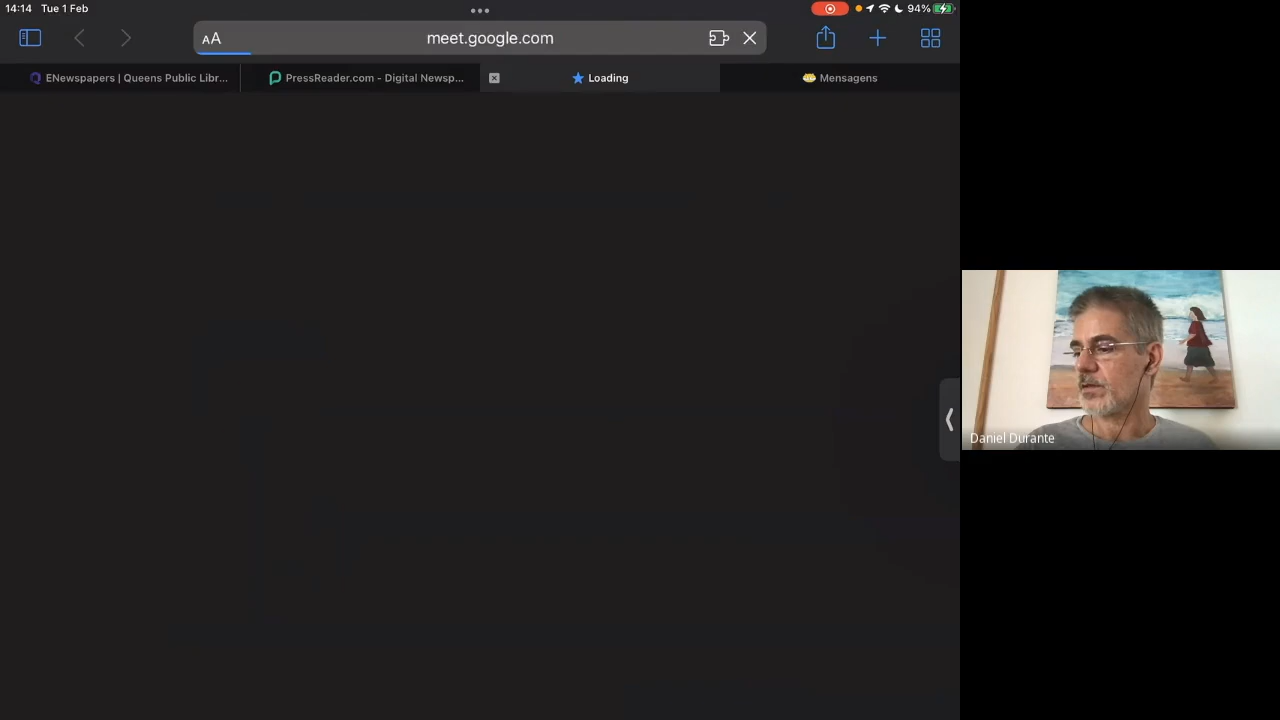 14:14 Tue 1 Feb
94%
AA meet.google.com
ENewspapers | Queens Public Libr...
PressReader.com - Digital Newsp...
Loading
Mensagens
Daniel Durante